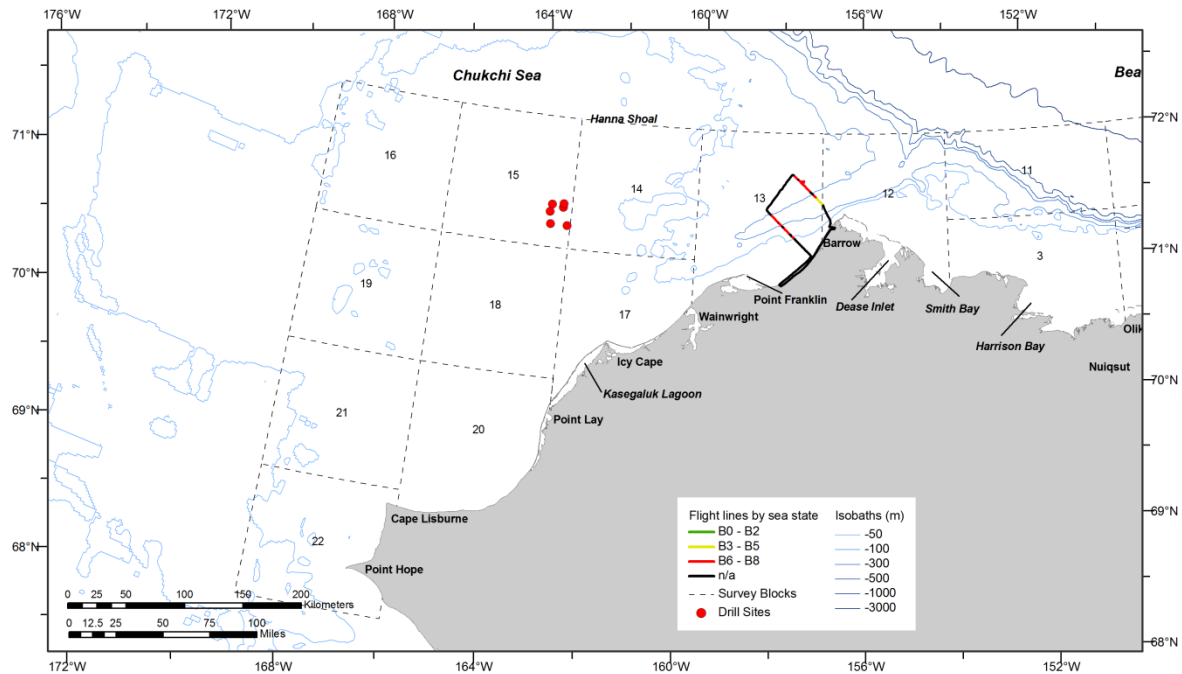 176°W 168°W 164°W 160°W 156°W 152°W
Chukchi Sea
Bea
72°N
71°N
Hanna Shoal
16
15
14
13
12
11
71°N
Barrow
3
70°N
19
18
17
Point Franklin
Dease Inlet
Smith Bay
Wainwright
Harrison Bay
Olik
Icy Cape
Nuiqsut
Kasegaluk Lagoon
70°N
69°N
21
20
Point Lay
Cape Lisburne
69°N
68°N
22
Point Hope
0 25 50 100 150 200
Kilometers
0 12.5 25 50 75 100
Miles
Flight lines by sea state
B0 - B2
B3 - B5
B6 - B8
n/a
Survey Blocks
Drill Sites
Isobaths (m)
-50
-100
-300
-500
-1000
-3000
68°N
172°W 168°W 164°W 160°W 156°W 152°W